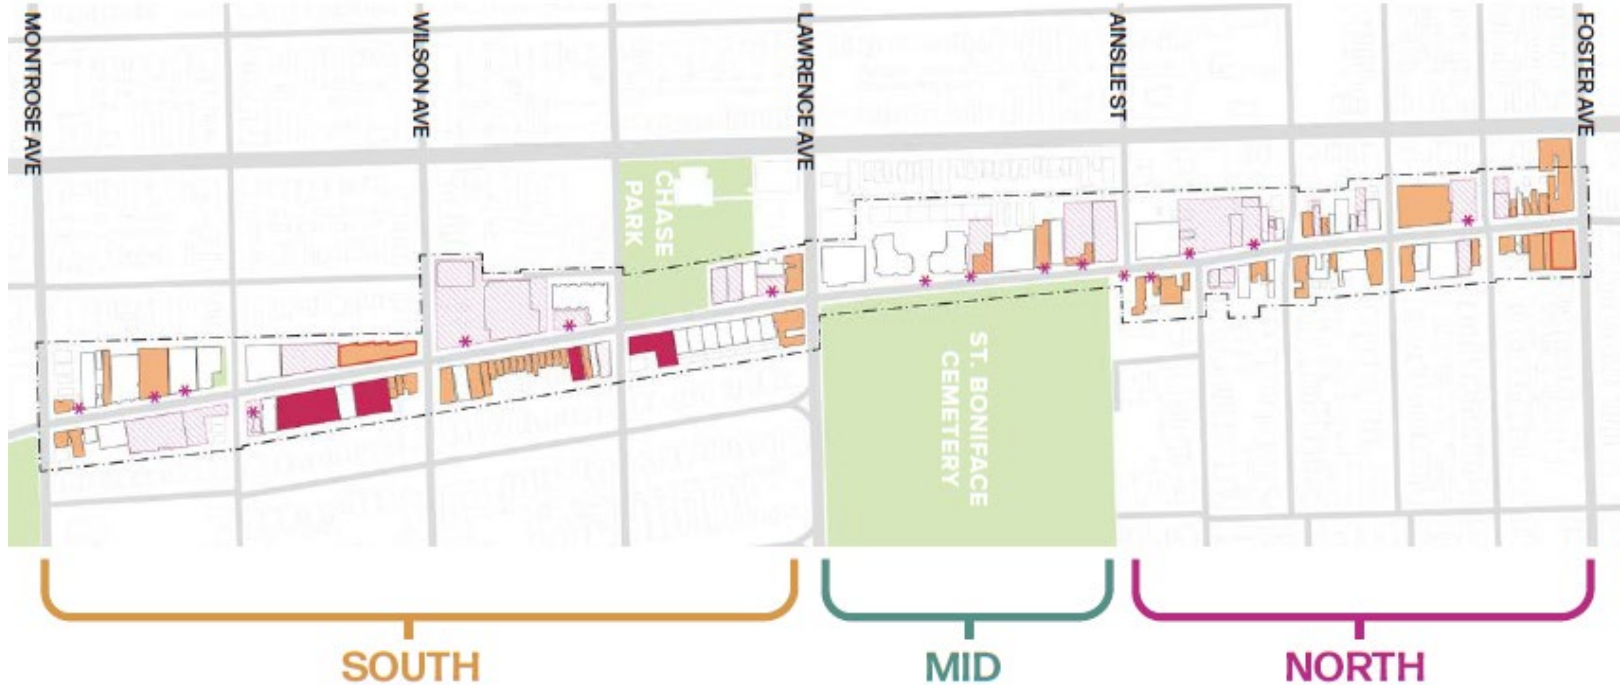 MONTROSE AVE
WILSON AVE
LAWRENCE AVE
AINSLIE ST
FOSTER AVE
CHASE
PARK
ST. BONIFACE
CEMETERY
SOUTH
MID
NORTH